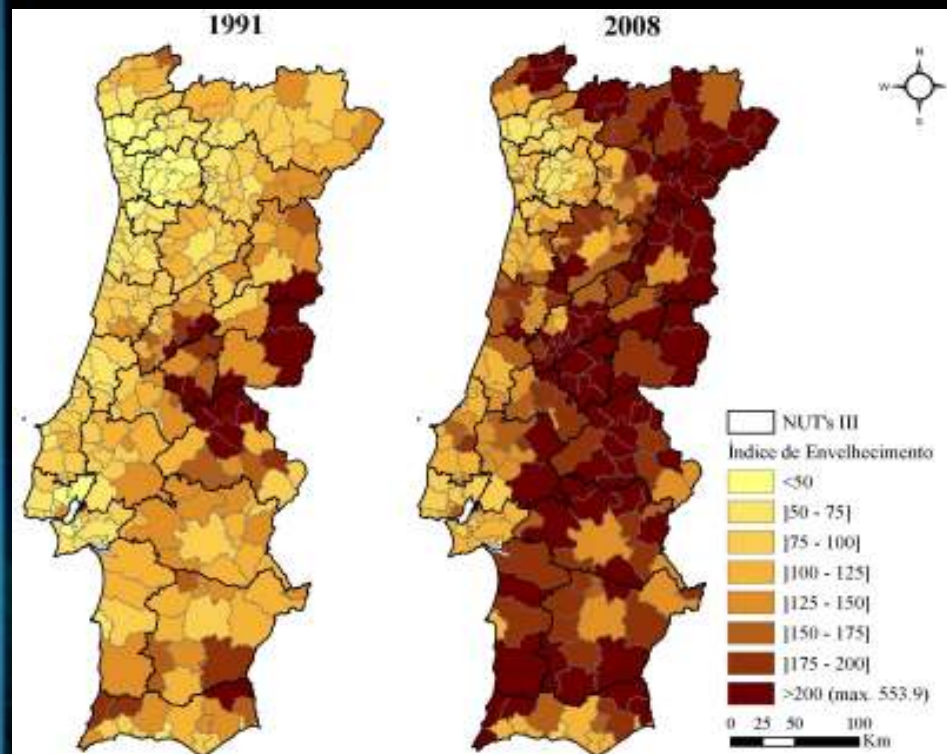 1991
2008
N
W
S
NUT's III
Índice de Envelhecimento
<50
]50 - 75]
]75 - 100]
]100 - 125]
]125 - 150]
]150 - 175]
]175 - 200]
>200 (max. 553.9)
0 25 50 100
Km